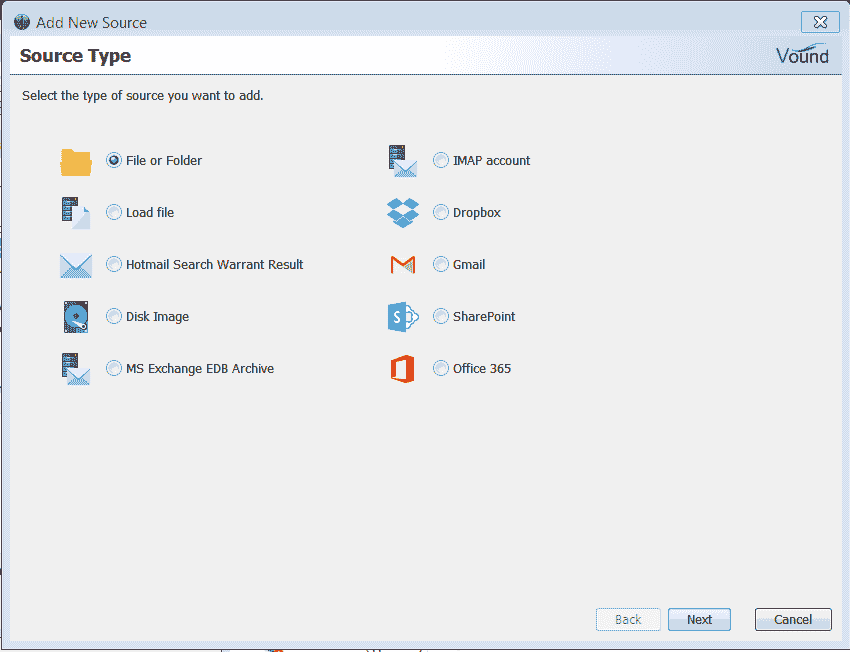 Add New Source
Source Type
Vound
Select the type of source you want to add.
File or Folder
IMAP account
Load file
Dropbox
Hotmail Search Warrant Result
Gmail
Disk Image
SharePoint
MS Exchange EDB Archive
Office 365
Back
Next
Cancel